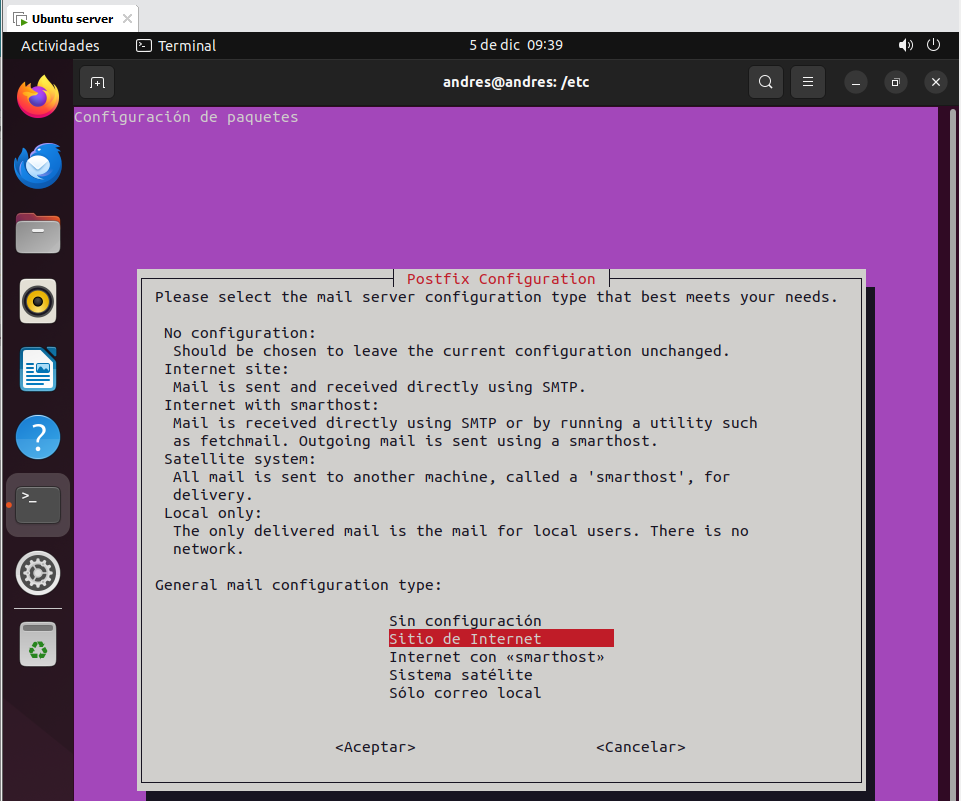 Ubuntu server
Actividades Terminal 5 de dic 09:39
andres@andres: /etc
Configuración de paquetes
Postfix Configuration
Please select the mail server configuration type that best meets your needs.
No configuration:
Should be chosen to leave the current configuration unchanged.
Internet site:
Mail is sent and received directly using SMTP.
Internet with smarthost:
Mail is received directly using SMTP or by running a utility such
as fetchmail. Outgoing mail is sent using a smarthost.
Satellite system:
All mail is sent to another machine, called a 'smarthost', for
delivery.
Local only:
The only delivered mail is the mail for local users. There is no
network.
General mail configuration type:
Sin configuración
Sitio de Internet
Internet con «smarthost»
Sistema satélite
Sólo correo local
<Aceptar> <Cancelar>